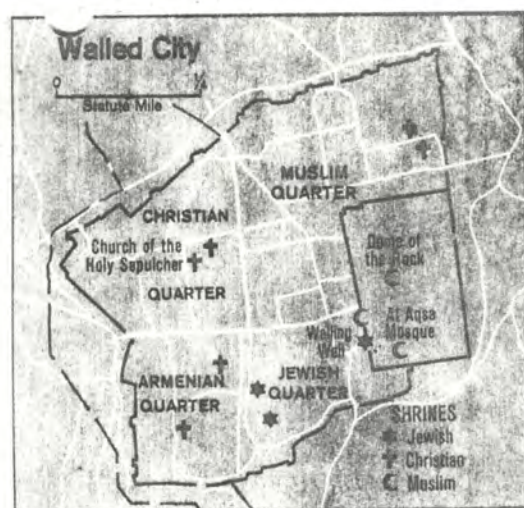 Walled City
0 ¼
Statute Mile
MUSLIM
QUARTER
CHRISTIAN
Church of the
Holy Sepulcher
QUARTER
Dome of
the Rock
Al Aqsa
Mosque
Wailing
Wall
ARMENIAN
QUARTER
JEWISH
QUARTER
SHRINES
Jewish
Christian
Muslim